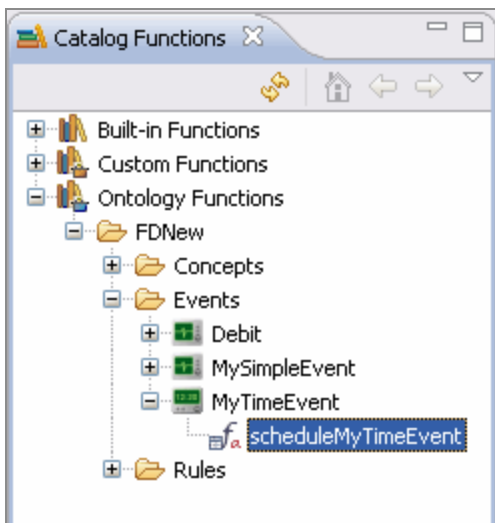 Catalog Functions
Built-in Functions
Custom Functions
Ontology Functions
FDNew
Concepts
Events
Debit
MySimpleEvent
MyTimeEvent
scheduleMyTimeEvent
Rules